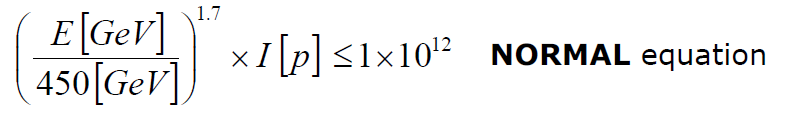 (E[GeV] / 450[GeV])^1.7 × I[p] ≤ 1×10^12 NORMAL equation